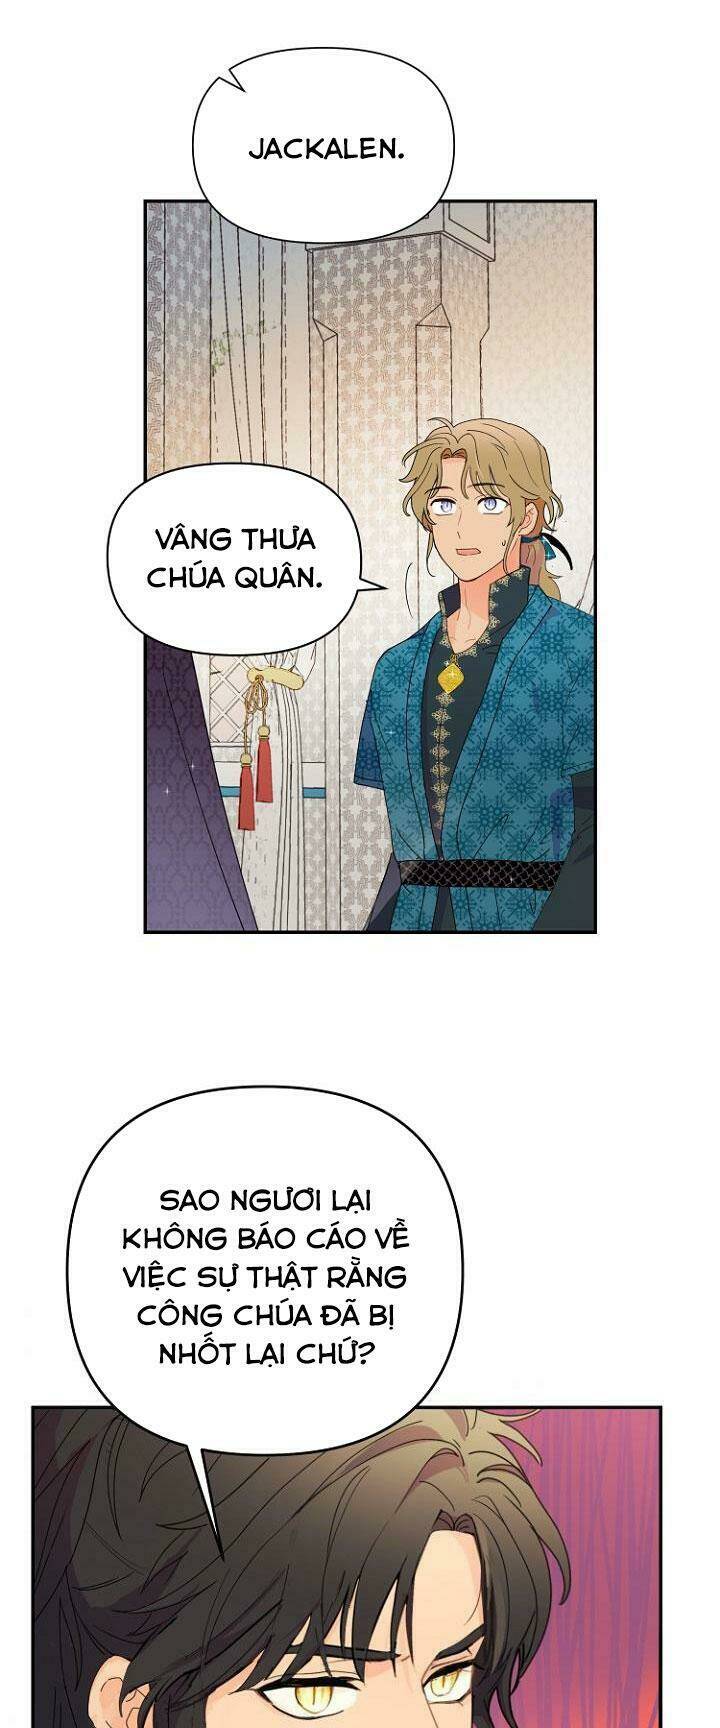 JACKALEN.
VÂNG THƯA
CHÚA QUÂN.
SAO NGƯƠI LẠI
KHÔNG BÁO CÁO VỀ
VIỆC SỰ THẬT RẰNG
CÔNG CHÚA ĐÃ BỊ
NHỐT LẠI CHỨ?